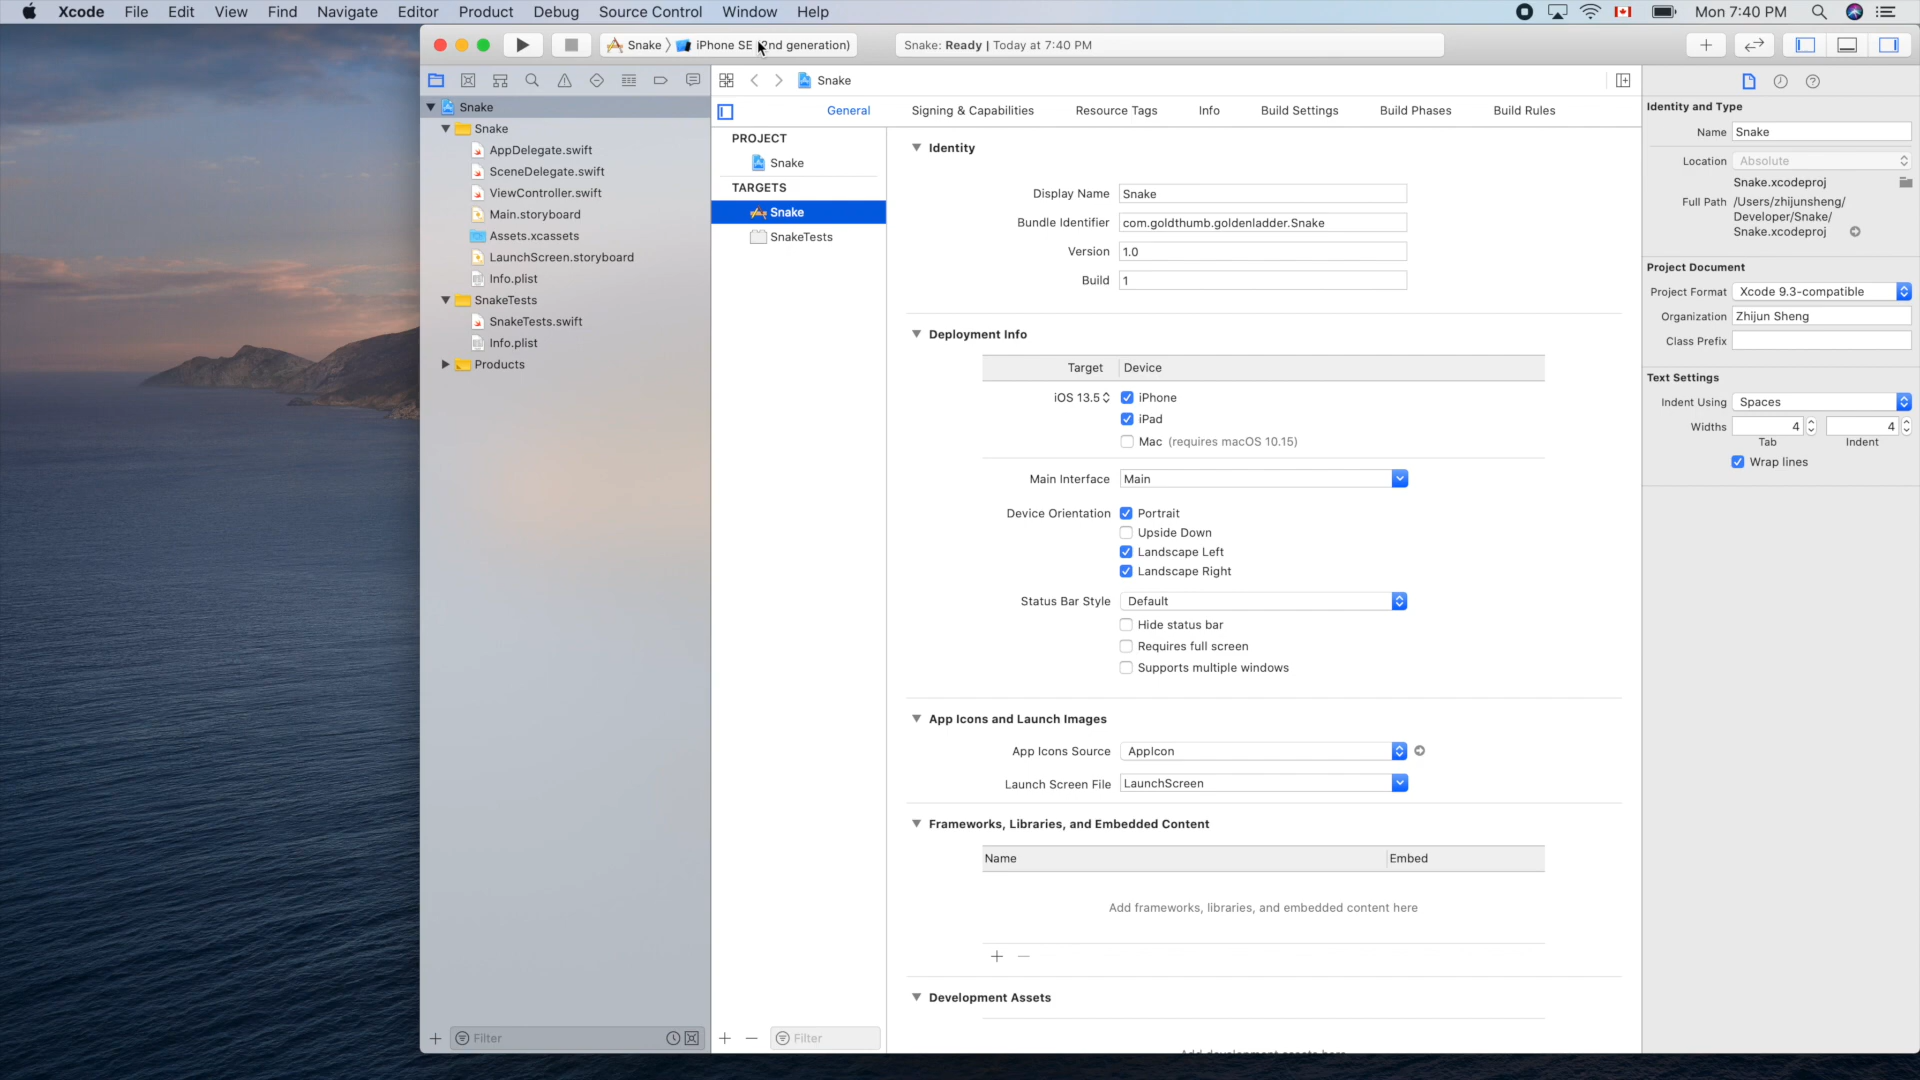 Xcode File Edit View Find Navigate Editor Product Debug Source Control Window Help
Mon 7:40 PM
Snake
iPhone SE (2nd generation)
Snake: Ready | Today at 7:40 PM
Snake
Snake
AppDelegate.swift
SceneDelegate.swift
ViewController.swift
Main.storyboard
Assets.xcassets
LaunchScreen.storyboard
Info.plist
SnakeTests
SnakeTests.swift
Info.plist
Products
Filter
Snake
General Signing & Capabilities Resource Tags Info Build Settings Build Phases Build Rules
PROJECT
Snake
TARGETS
Snake
SnakeTests
Filter
Identity
Display Name Snake
Bundle Identifier com.goldthumb.goldenladder.Snake
Version 1.0
Build 1
Deployment Info
Target Device
iOS 13.5 iPhone
iPad
Mac (requires macOS 10.15)
Main Interface Main
Device Orientation Portrait
Upside Down
Landscape Left
Landscape Right
Status Bar Style Default
Hide status bar
Requires full screen
Supports multiple windows
App Icons and Launch Images
App Icons Source AppIcon
Launch Screen File LaunchScreen
Frameworks, Libraries, and Embedded Content
Name Embed
Add frameworks, libraries, and embedded content here
Development Assets
Add development assets here
Identity and Type
Name Snake
Location Absolute
Snake.xcodeproj
Full Path /Users/zhijunsheng/
Developer/Snake/
Snake.xcodeproj
Project Document
Project Format Xcode 9.3-compatible
Organization Zhijun Sheng
Class Prefix
Text Settings
Indent Using Spaces
Widths 4 4
Tab Indent
Wrap lines